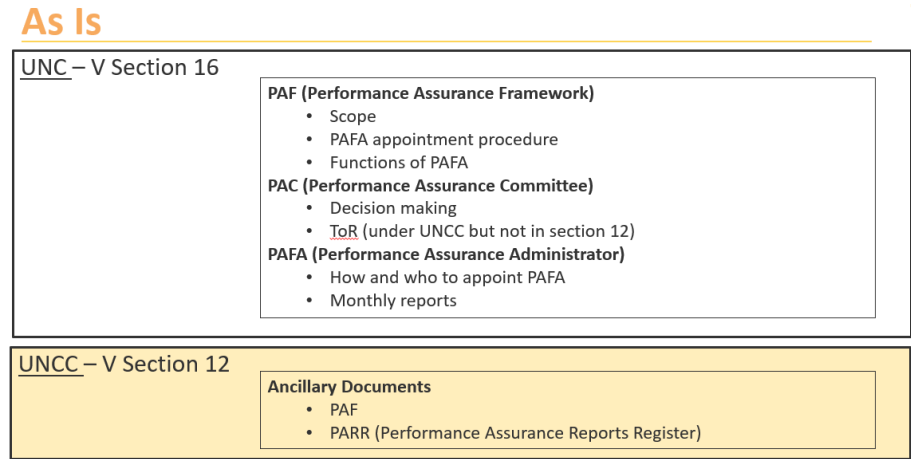 As Is
UNC – V Section 16
PAF (Performance Assurance Framework)
• Scope
• PAFA appointment procedure
• Functions of PAFA
PAC (Performance Assurance Committee)
• Decision making
• ToR (under UNCC but not in section 12)
PAFA (Performance Assurance Administrator)
• How and who to appoint PAFA
• Monthly reports
UNCC – V Section 12
Ancillary Documents
• PAF
• PARR (Performance Assurance Reports Register)